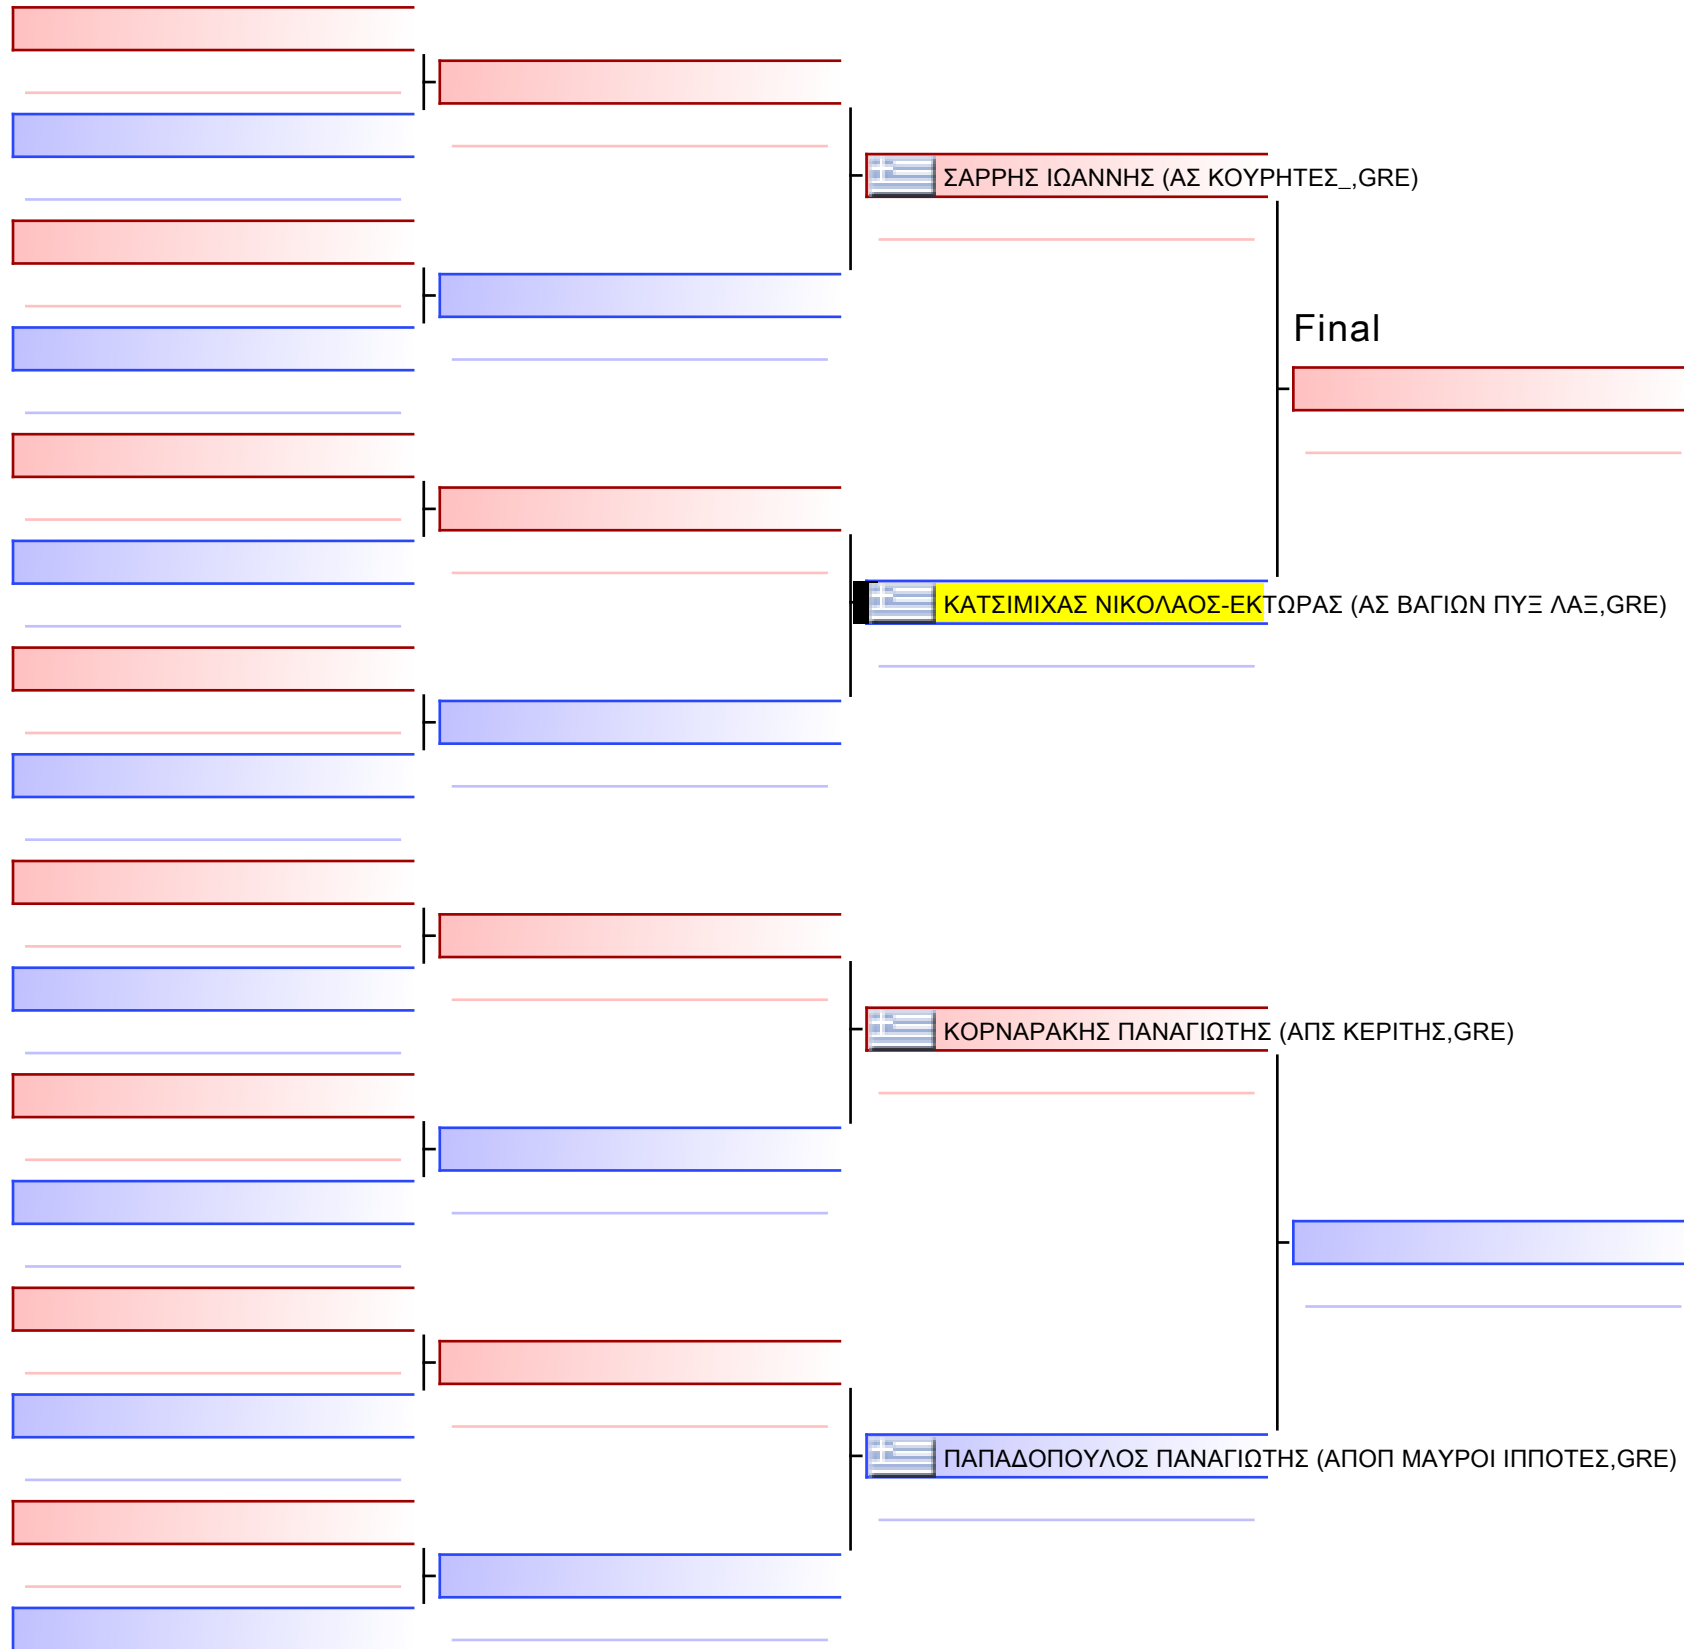 ΣΑΡΡΗΣ ΙΩΑΝΝΗΣ (ΑΣ ΚΟΥΡΗΤΕΣ_,GRE)
Final
ΚΑΤΣΙΜΙΧΑΣ ΝΙΚΟΛΑΟΣ-ΕΚΤΩΡΑΣ (ΑΣ ΒΑΓΙΩΝ ΠΥΞ ΛΑΞ,GRE)
ΚΟΡΝΑΡΑΚΗΣ ΠΑΝΑΓΙΩΤΗΣ (ΑΠΣ ΚΕΡΙΤΗΣ,GRE)
ΠΑΠΑΔΟΠΟΥΛΟΣ ΠΑΝΑΓΙΩΤΗΣ (ΑΠΟΠ ΜΑΥΡΟΙ ΙΠΠΟΤΕΣ,GRE)